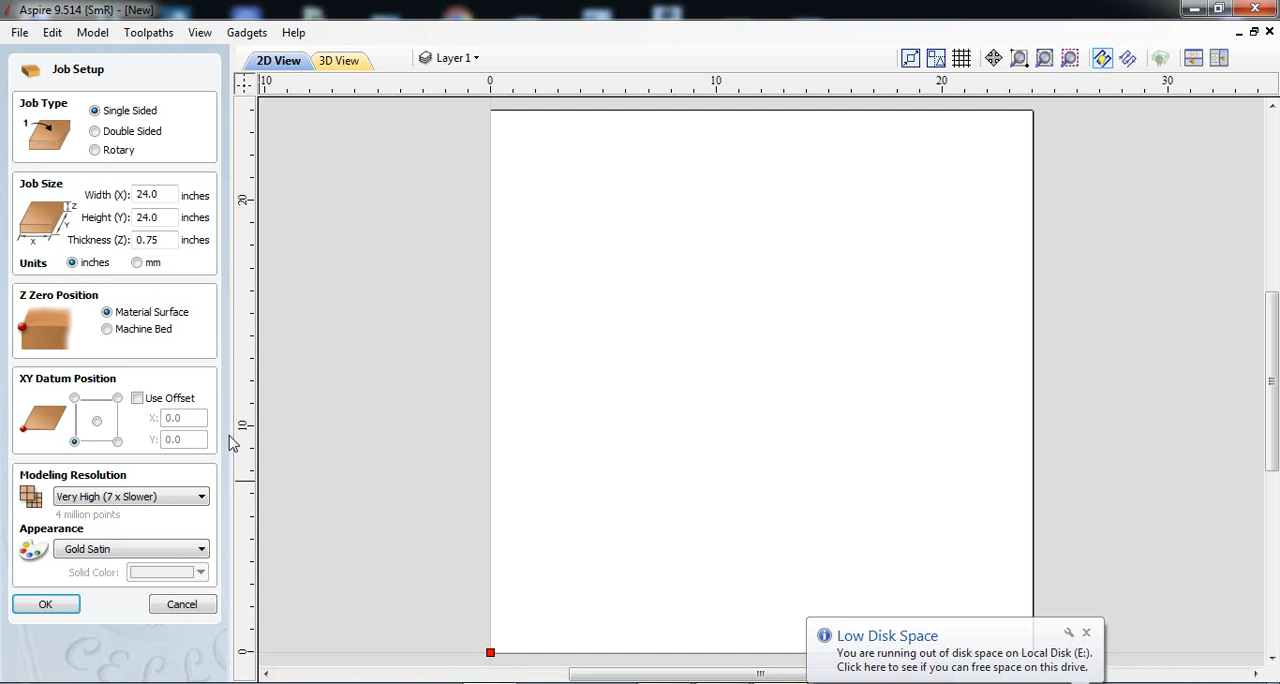 Aspire 9.514 (SmR) - [New]
File Edit Model Toolpaths View Gadgets Help
Job Setup
2D View 3D View Layer 1
Job Type
1
Single Sided
Double Sided
Rotary
Job Size
Width (X): 24.0 inches
Height (Y): 24.0 inches
Thickness (Z): 0.75 inches
Z
Y
X
Units inches mm
Z Zero Position
Material Surface
Machine Bed
XY Datum Position
Use Offset
X: 0.0
Y: 0.0
Modeling Resolution
Very High (7 x Slower)
4 million points
Appearance
Gold Satin
Solid Color:
OK Cancel
|10 0 10 20 30
20
10
0
Low Disk Space
You are running out of disk space on Local Disk (E:).
Click here to see if you can free space on this drive.